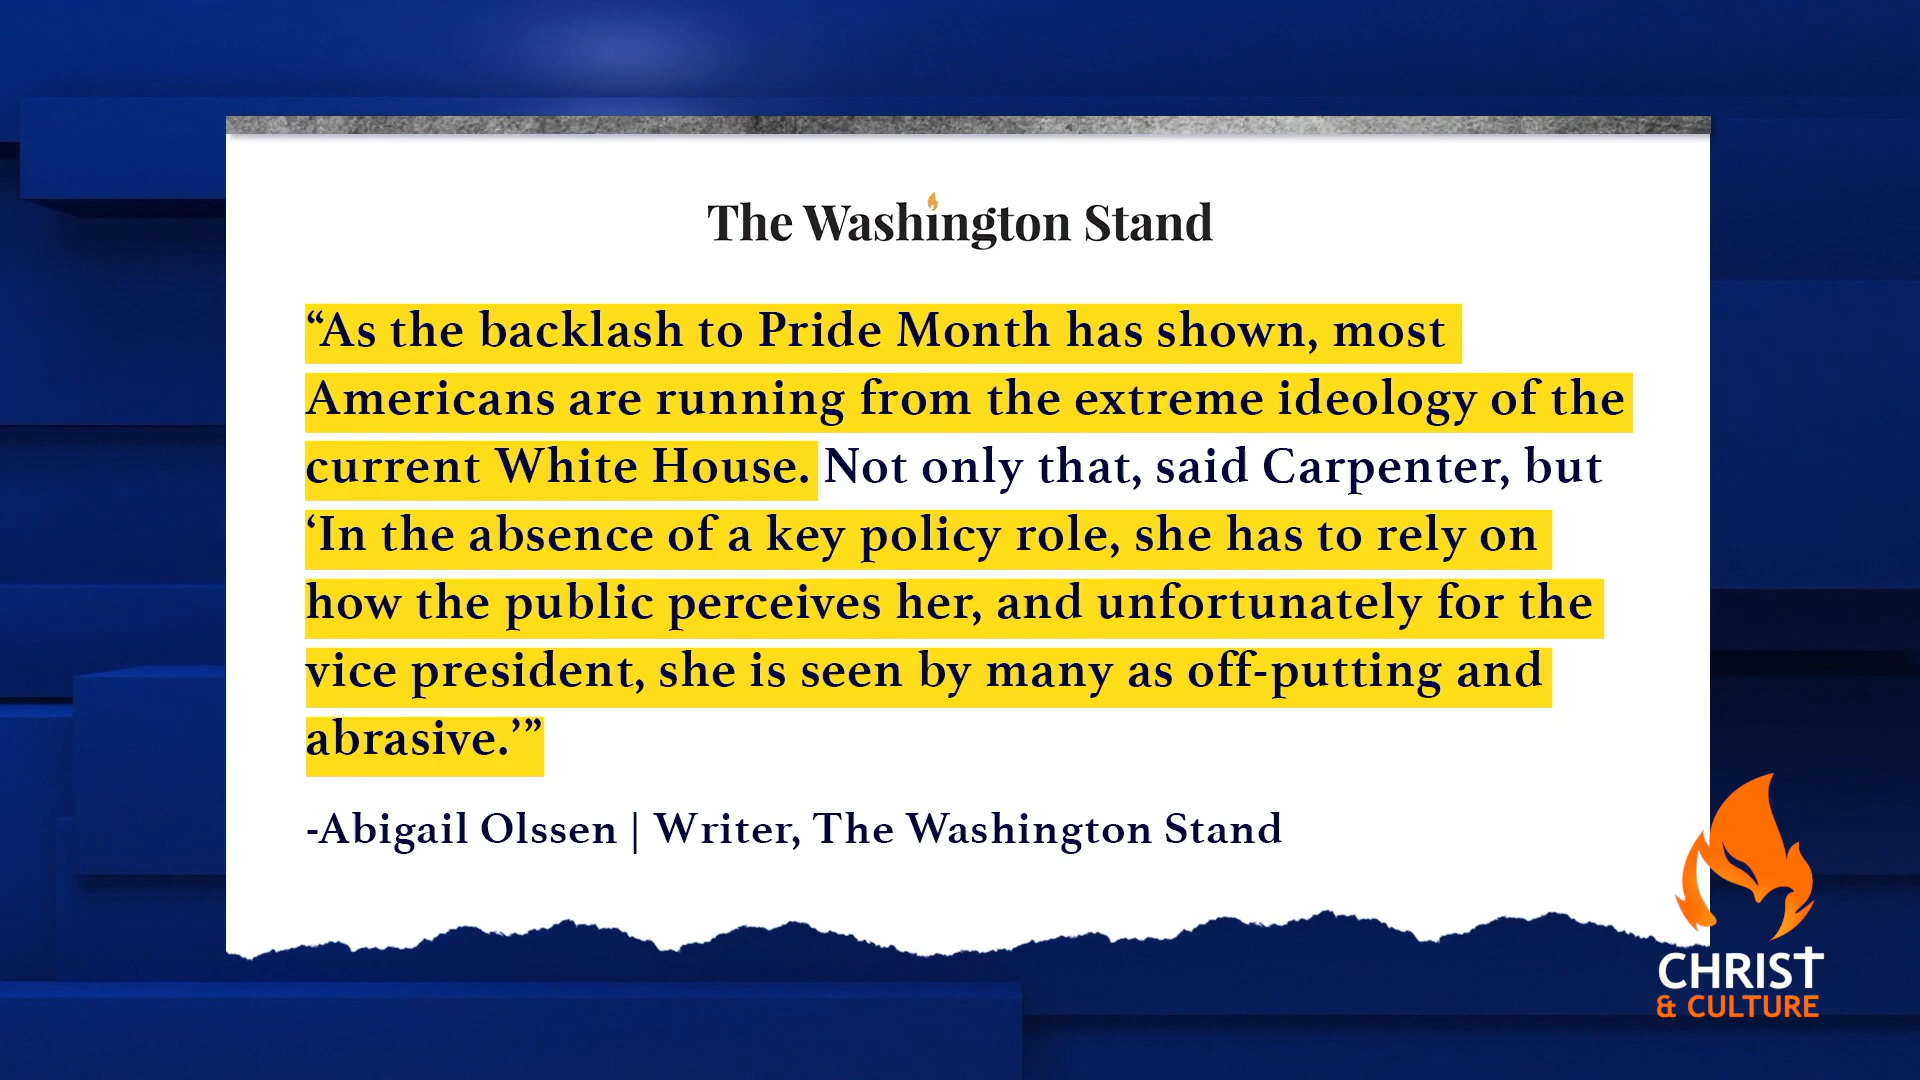 The Washington Stand
“As the backlash to Pride Month has shown, most
Americans are running from the extreme ideology of the
current White House. Not only that, said Carpenter, but
‘In the absence of a key policy role, she has to rely on
how the public perceives her, and unfortunately for the
vice president, she is seen by many as off-putting and
abrasive.’”
-Abigail Olssen | Writer, The Washington Stand
CHRIST
& CULTURE